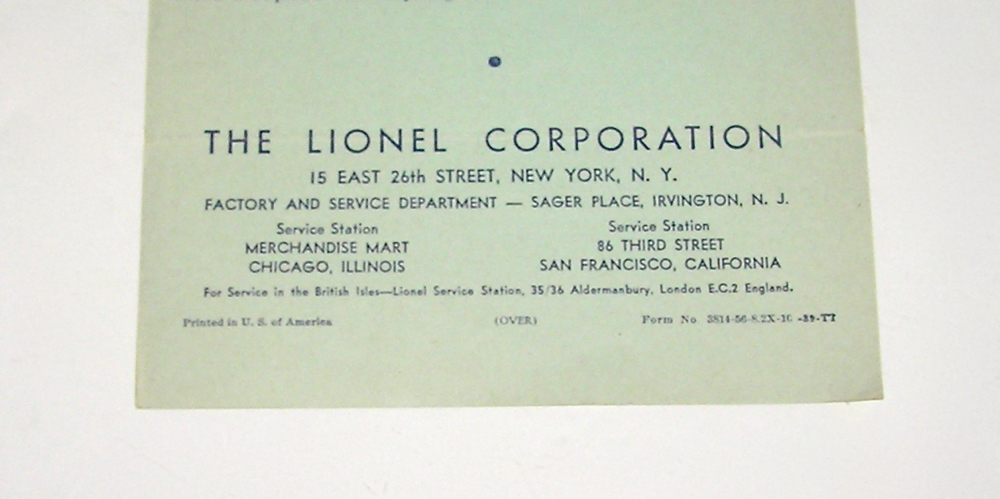 THE LIONEL CORPORATION
15 EAST 26th STREET, NEW YORK, N. Y.
FACTORY AND SERVICE DEPARTMENT — SAGER PLACE, IRVINGTON, N. J.
Service Station
MERCHANDISE MART
CHICAGO, ILLINOIS
Service Station
86 THIRD STREET
SAN FRANCISCO, CALIFORNIA
For Service in the British Isles—Lionel Service Station, 35/36 Aldermanbury, London E.C.2 England.
Printed in U. S. of America (OVER) Form No